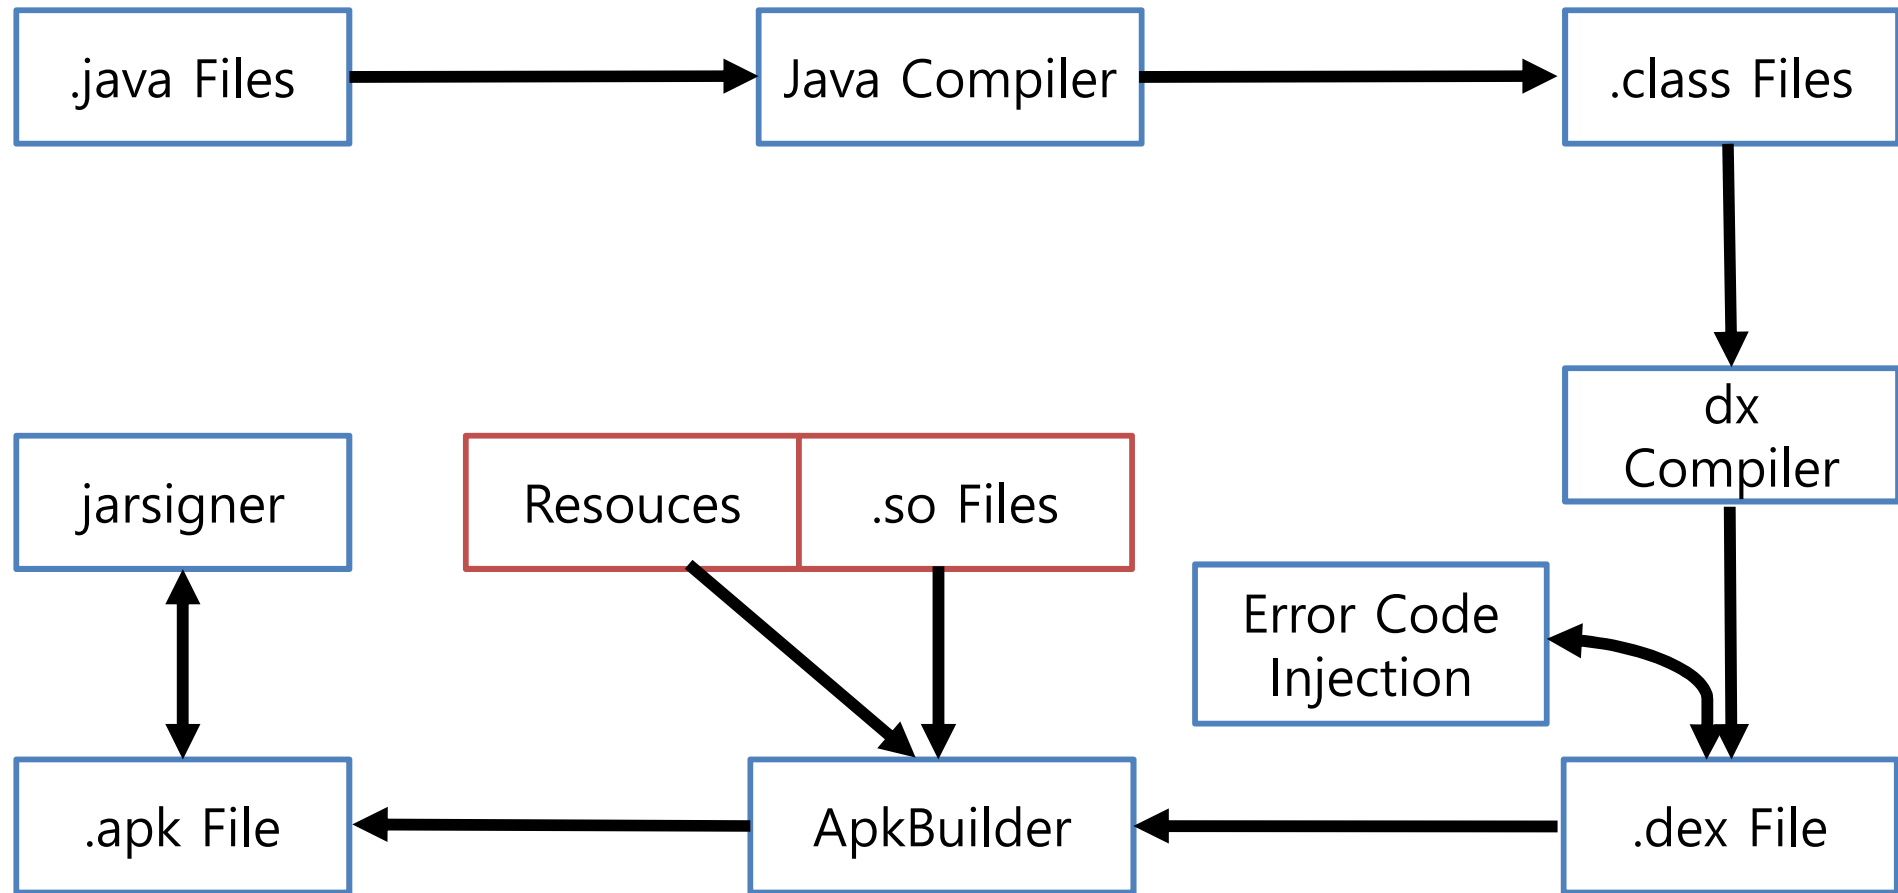 .java Files
Java Compiler
.class Files
dx
Compiler
jarsigner
Resouces
.so Files
Error Code
Injection
.apk File
ApkBuilder
.dex File